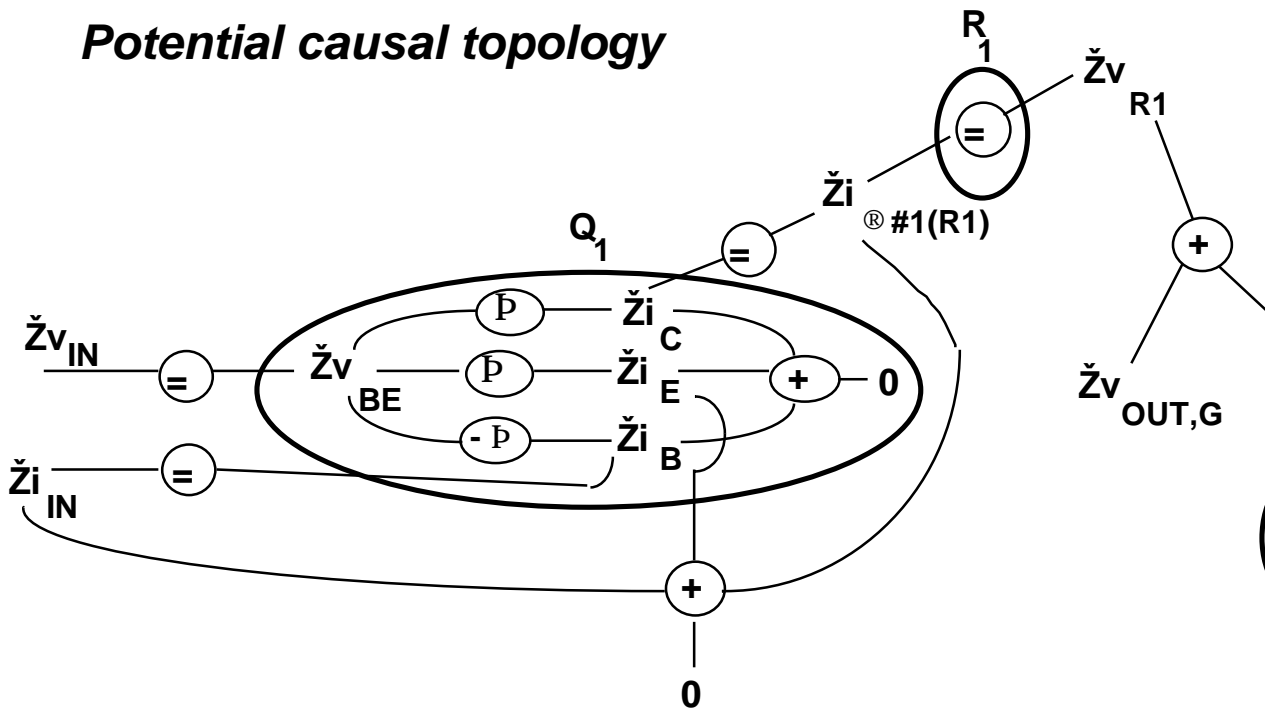 Potential causal topology
R1
Žv R1
=
Ži ® #1(R1)
Q1
=
+
Þ
Ži C
Žv IN
=
Žv BE
Þ
Ži E
+
0
Žv OUT,G
- Þ
Ži B
Ži IN
=
+
0